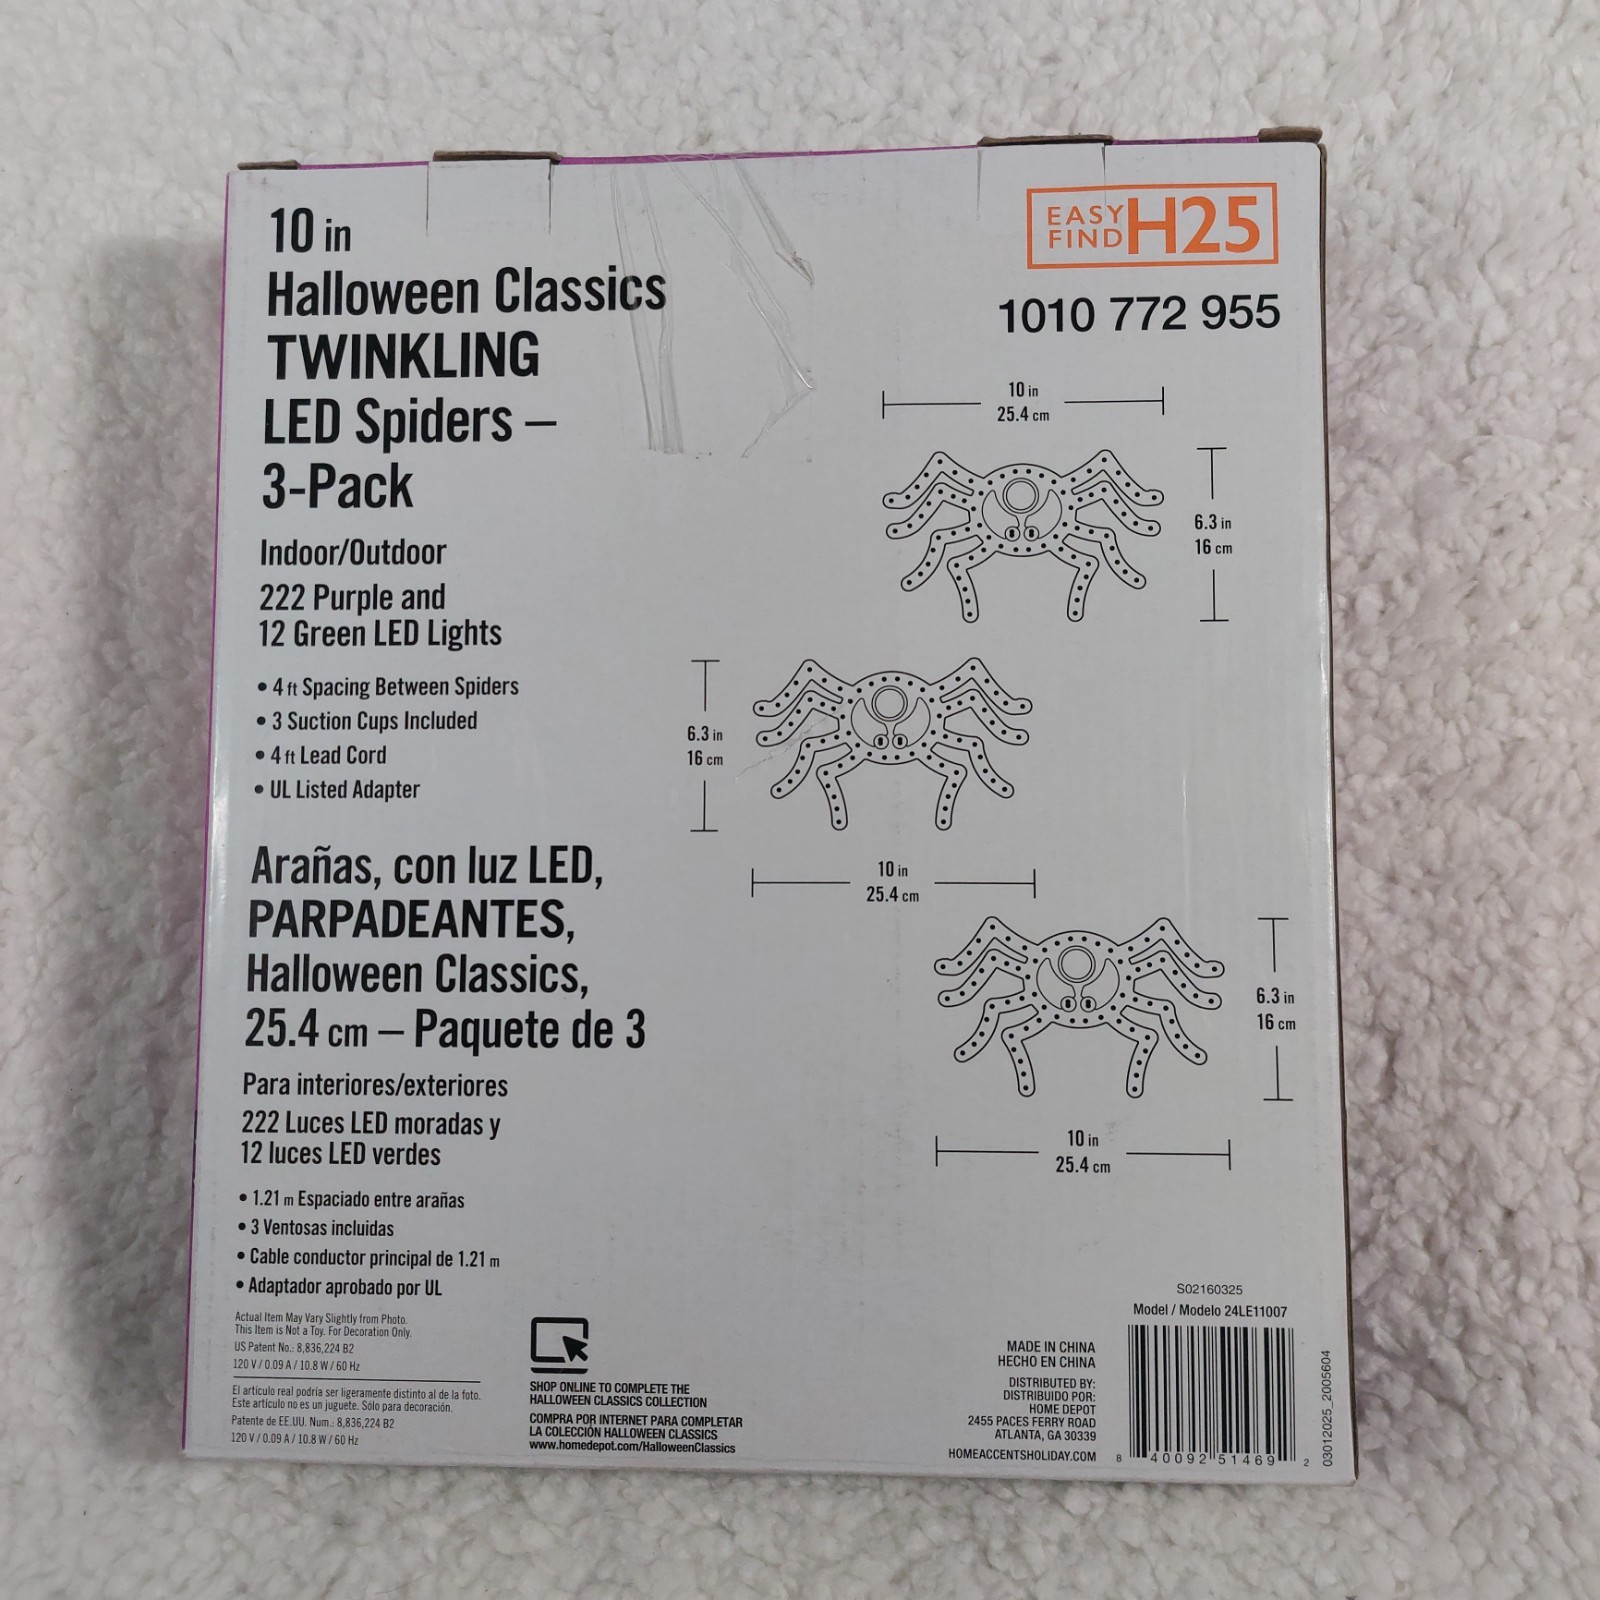 10 in
Halloween Classics
TWINKLING
LED Spiders –
3-Pack
Indoor/Outdoor
222 Purple and
12 Green LED Lights
• 4 ft Spacing Between Spiders
• 3 Suction Cups Included
• 4 ft Lead Cord
• UL Listed Adapter
Arañas, con luz LED,
PARPADEANTES,
Halloween Classics,
25.4 cm – Paquete de 3
Para interiores/exteriores
222 Luces LED moradas y
12 luces LED verdes
• 1.21 m Espaciado entre arañas
• 3 Ventosas incluidas
• Cable conductor principal de 1.21 m
• Adaptador aprobado por UL
Actual Item May Vary Slightly from Photo.
This Item is Not a Toy. For Decoration Only.
US Patent No.: 8,836,224 B2
120 V / 0.09 A / 10.8 W / 60 Hz
El artículo real podría ser ligeramente distinto al de la foto.
Este artículo no es un juguete. Sólo para decoración.
Patente de EE.UU. Num.: 8,836,224 B2
120 V / 0.09 A / 10.8 W / 60 Hz
SHOP ONLINE TO COMPLETE THE
HALLOWEEN CLASSICS COLLECTION
COMPRA POR INTERNET PARA COMPLETAR
LA COLECCIÓN HALLOWEEN CLASSICS
www.homedepot.com/HalloweenClassics
EASY
FIND
H25
1010 772 955
10 in
25.4 cm
6.3 in
16 cm
6.3 in
16 cm
10 in
25.4 cm
6.3 in
16 cm
10 in
25.4 cm
MADE IN CHINA
HECHO EN CHINA
DISTRIBUTED BY:
DISTRIBUIDO POR:
HOME DEPOT
2455 PACES FERRY ROAD
ATLANTA, GA 30339
HOMEACCENTSHOLIDAY.COM
S02160325
Model / Modelo 24LE11007
8 40092 51469 2
03012025_2005604